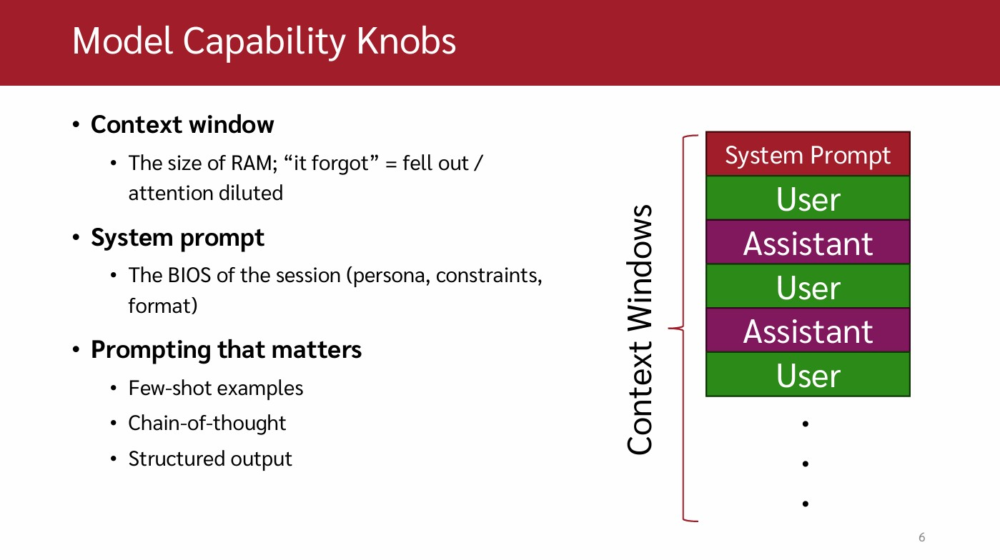 Model Capability Knobs
• Context window
• The size of RAM; “it forgot” = fell out /
attention diluted
• System prompt
• The BIOS of the session (persona, constraints,
format)
• Prompting that matters
• Few-shot examples
• Chain-of-thought
• Structured output
Context Windows
System Prompt
User
Assistant
User
Assistant
User
6